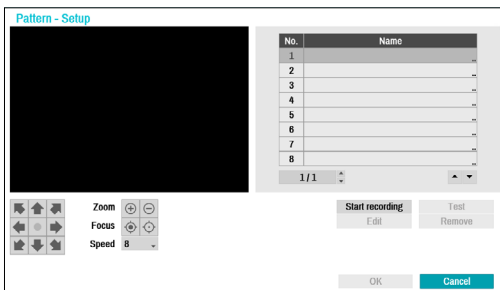 Pattern - Setup
No. Name
1 ...
2 ...
3 ...
4 ...
5 ...
6 ...
7 ...
8 ...
1/1
Zoom
Focus
Speed 8
Start recording Test
Edit Remove
OK Cancel